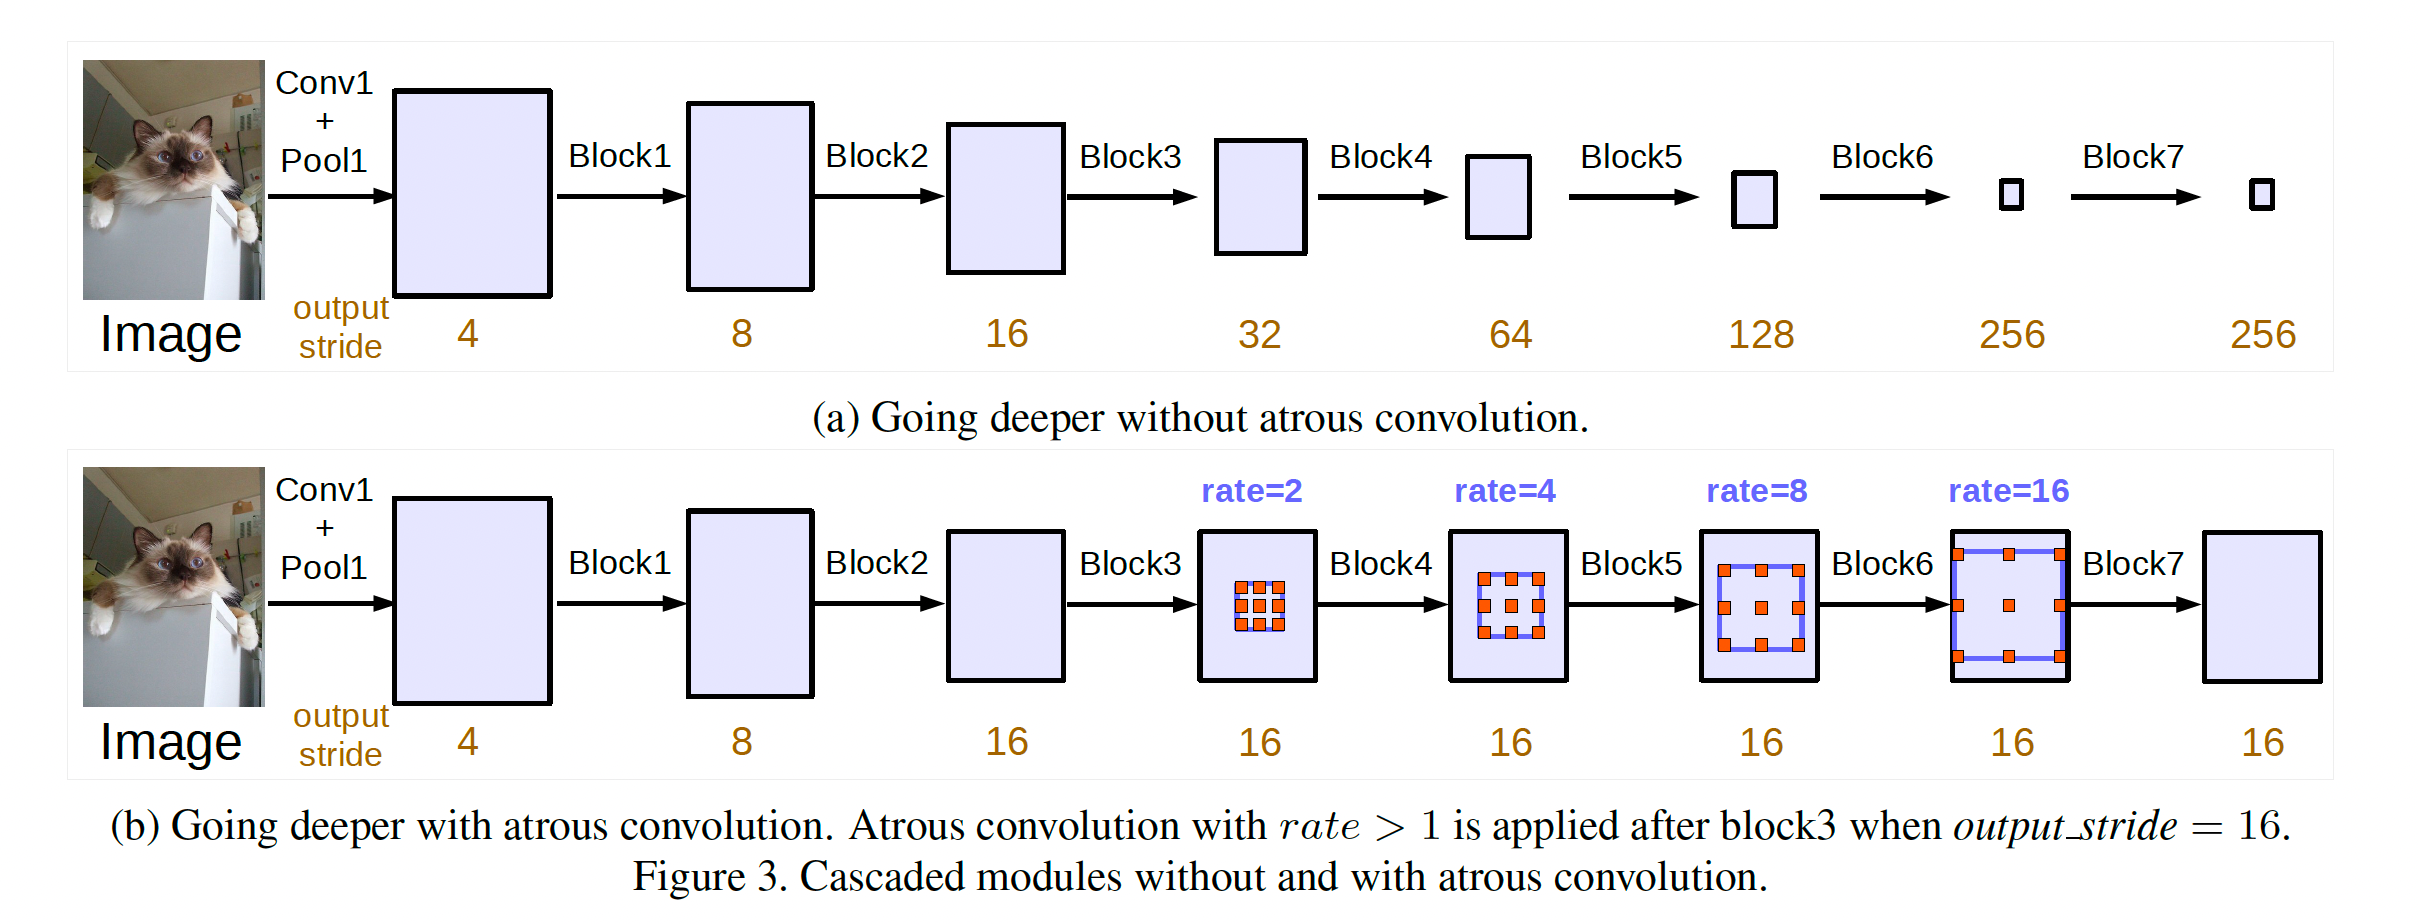 Conv1
+
Pool1
Block1
Block2
Block3
Block4
Block5
Block6
Block7
Image
output
stride
4
8
16
32
64
128
256
256
(a) Going deeper without atrous convolution.
Conv1
+
Pool1
Block1
Block2
Block3
rate=2
Block4
rate=4
Block5
rate=8
Block6
rate=16
Block7
Image
output
stride
4
8
16
16
16
16
16
16
(b) Going deeper with atrous convolution. Atrous convolution with rate > 1 is applied after block3 when output_stride = 16.
Figure 3. Cascaded modules without and with atrous convolution.